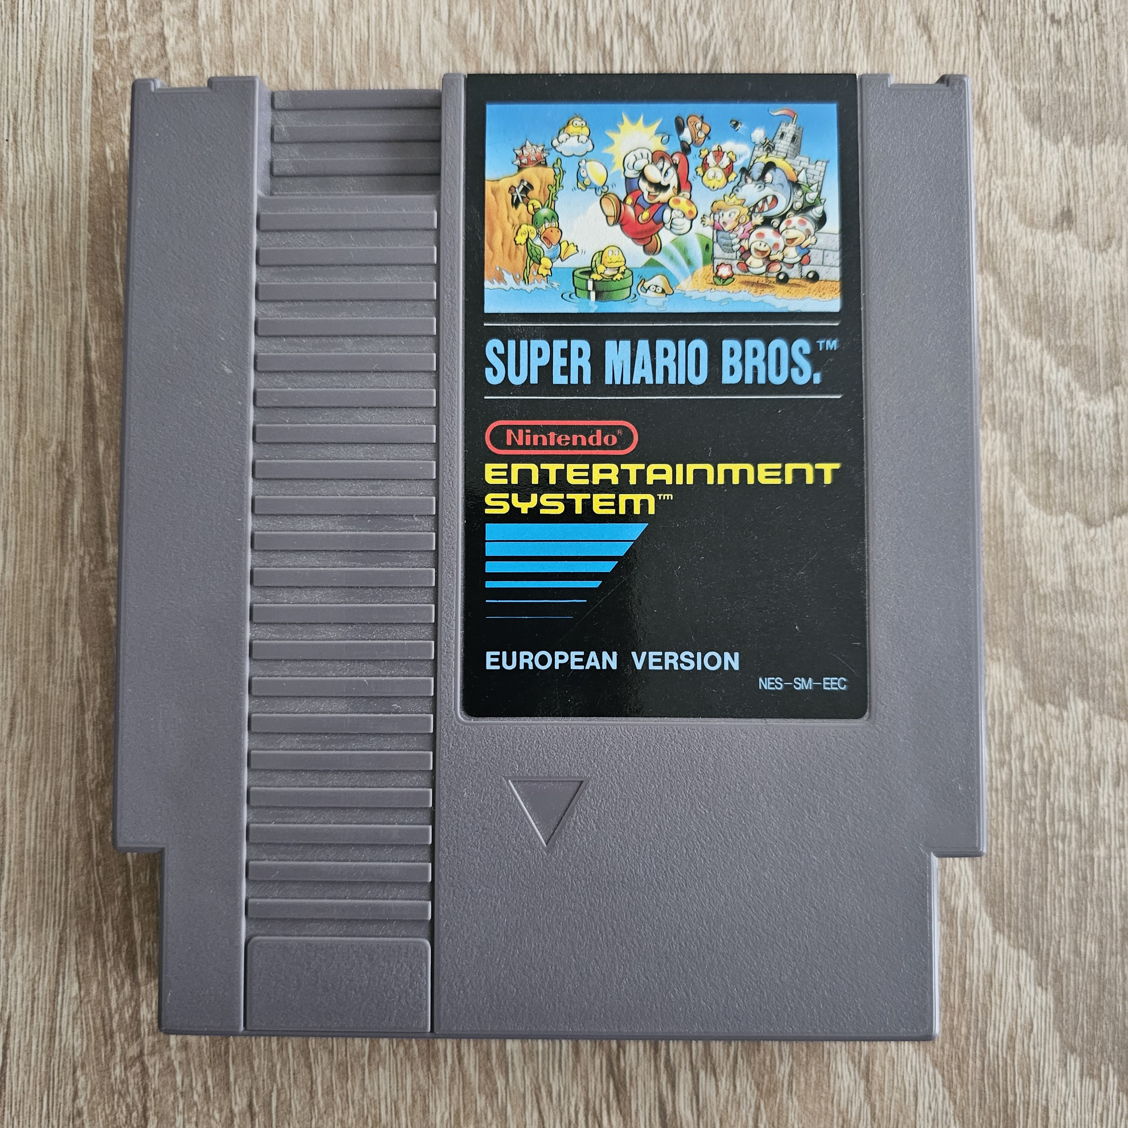 SUPER MARIO BROS.™
Nintendo®
ENTERTAINMENT
SYSTEM™
EUROPEAN VERSION
NES-SM-EEC